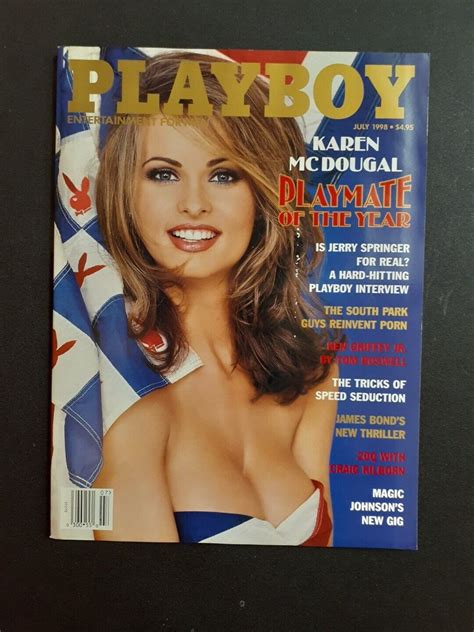 PLAYBOY
ENTERTAINMENT FOR
JULY 1998 • $4.95
KAREN
MCDOUGAL
PLAYMATE
OF THE YEAR
IS JERRY SPRINGER
FOR REAL?
A HARD-HITTING
PLAYBOY INTERVIEW
THE SOUTH PARK
GUYS REINVENT PORN
KEN GRIFFEY JR.
BY TOM BOSWELL
THE TRICKS OF
SPEED SEDUCTION
JAMES BOND'S
NEW THRILLER
20Q WITH
CRAIG KILBORN
MAGIC
JOHNSON'S
NEW GIG
07